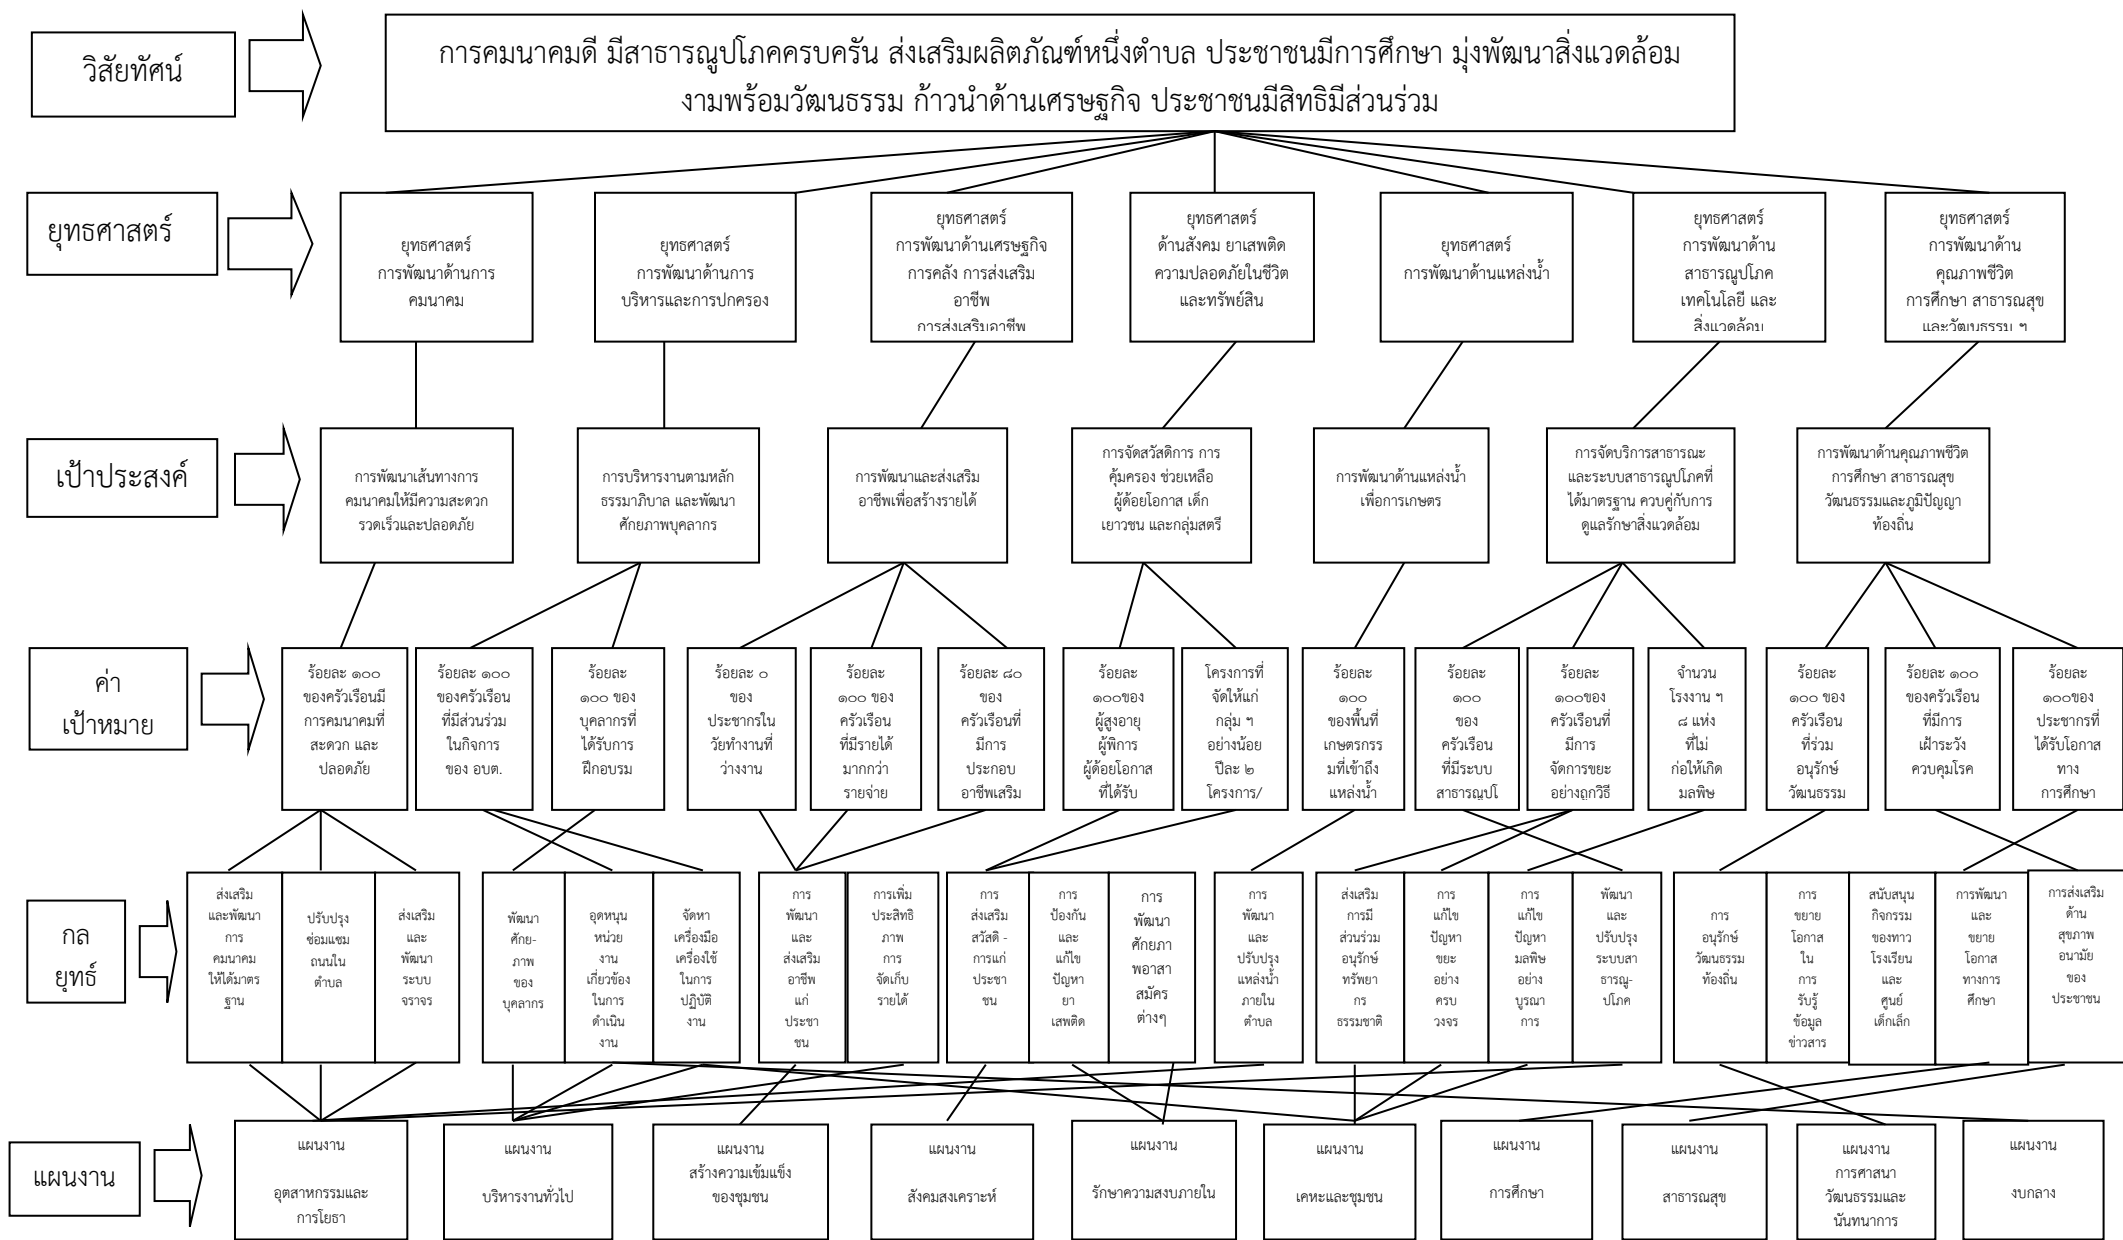 วิสัยทัศน์
การคมนาคมดี มีสาธารณูปโภคครบครัน ส่งเสริมผลิตภัณฑ์หนึ่งตำบล ประชาชนมีการศึกษา มุ่งพัฒนาสิ่งแวดล้อม
งามพร้อมวัฒนธรรม ก้าวนำด้านเศรษฐกิจ ประชาชนมีสิทธิมีส่วนร่วม
ยุทธศาสตร์
ยุทธศาสตร์
การพัฒนาด้านการ
คมนาคม
ยุทธศาสตร์
การพัฒนาด้านการ
บริหารและการปกครอง
ยุทธศาสตร์
การพัฒนาด้านเศรษฐกิจ
การคลัง การส่งเสริม
อาชีพ
การส่งเสริมอาชีพ
ยุทธศาสตร์
ด้านสังคม ยาเสพติด
ความปลอดภัยในชีวิต
และทรัพย์สิน
ยุทธศาสตร์
การพัฒนาด้านแหล่งน้ำ
ยุทธศาสตร์
การพัฒนาด้าน
สาธารณูปโภค
เทคโนโลยี และ
สิ่งแวดล้อม
ยุทธศาสตร์
การพัฒนาด้าน
คุณภาพชีวิต
การศึกษา สาธารณสุข
และวัฒนธรรม ฯ
เป้าประสงค์
การพัฒนาเส้นทางการ
คมนาคมให้มีความสะดวก
รวดเร็วและปลอดภัย
การบริหารงานตามหลัก
ธรรมาภิบาล และพัฒนา
ศักยภาพบุคลากร
การพัฒนาและส่งเสริม
อาชีพเพื่อสร้างรายได้
การจัดสวัสดิการ การ
คุ้มครอง ช่วยเหลือ
ผู้ด้อยโอกาส เด็ก
เยาวชน และกลุ่มสตรี
การพัฒนาด้านแหล่งน้ำ
เพื่อการเกษตร
การจัดบริการสาธารณะ
และระบบสาธารณูปโภคที่
ได้มาตรฐาน ควบคู่กับการ
ดูแลรักษาสิ่งแวดล้อม
การพัฒนาด้านคุณภาพชีวิต
การศึกษา สาธารณสุข
วัฒนธรรมและภูมิปัญญา
ท้องถิ่น
ค่า
เป้าหมาย
ร้อยละ ๑๐๐
ของครัวเรือนมี
การคมนาคมที่
สะดวก และ
ปลอดภัย
ร้อยละ ๑๐๐
ของครัวเรือน
ที่มีส่วนร่วม
ในกิจการ
ของ อบต.
ร้อยละ
๑๐๐ ของ
บุคลากรที่
ได้รับการ
ฝึกอบรม
ร้อยละ ๐
ของ
ประชากรใน
วัยทำงานที่
ว่างงาน
ร้อยละ
๑๐๐ ของ
ครัวเรือน
ที่มีรายได้
มากกว่า
รายจ่าย
ร้อยละ ๘๐
ของ
ครัวเรือนที่
มีการ
ประกอบ
อาชีพเสริม
ร้อยละ
๑๐๐ของ
ผู้สูงอายุ
ผู้พิการ
ผู้ด้อยโอกาส
ที่ได้รับ
โครงการที่
จัดให้แก่
กลุ่ม ฯ
อย่างน้อย
ปีละ ๒
โครงการ/
ร้อยละ
๑๐๐
ของพื้นที่
เกษตรกรร
มที่เข้าถึง
แหล่งน้ำ
ร้อยละ
๑๐๐
ของ
ครัวเรือน
ที่มีระบบ
สาธารณูปโ
ร้อยละ
๑๐๐ของ
ครัวเรือนที่
มีการ
จัดการขยะ
อย่างถูกวิธี
จำนวน
โรงงาน ฯ
๘ แห่ง
ที่ไม่
ก่อให้เกิด
มลพิษ
ร้อยละ
๑๐๐ ของ
ครัวเรือน
ที่ร่วม
อนุรักษ์
วัฒนธรรม
ร้อยละ ๑๐๐
ของครัวเรือน
ที่มีการ
เฝ้าระวัง
ควบคุมโรค
ร้อยละ
๑๐๐ของ
ประชากรที่
ได้รับโอกาส
ทาง
การศึกษา
กล
ยุทธ์
ส่งเสริม
และพัฒนา
การ
คมนาคม
ให้ได้มาตร
ฐาน
ปรับปรุง
ซ่อมแซม
ถนนใน
ตำบล
ส่งเสริม
และ
พัฒนา
ระบบ
จราจร
พัฒนา
ศักย-
ภาพ
ของ
บุคลากร
อุดหนุน
หน่วย
งาน
เกี่ยวข้อง
ในการ
ดำเนิน
งาน
จัดหา
เครื่องมือ
เครื่องใช้
ในการ
ปฏิบัติ
งาน
การ
พัฒนา
และ
ส่งเสริม
อาชีพ
แก่
ประชา
ชน
การเพิ่ม
ประสิทธิ
ภาพ
การ
จัดเก็บ
รายได้
การ
ส่งเสริม
สวัสดิ -
การแก่
ประชา
ชน
การ
ป้องกัน
และ
แก้ไข
ปัญหา
ยา
เสพติด
การ
พัฒนา
ศักยภา
พอาสา
สมัคร
ต่างๆ
การ
พัฒนา
และ
ปรับปรุง
แหล่งน้ำ
ภายใน
ตำบล
ส่งเสริม
การมี
ส่วนร่วม
อนุรักษ์
ทรัพยา
กร
ธรรมชาติ
การ
แก้ไข
ปัญหา
ขยะ
อย่าง
ครบ
วงจร
การ
แก้ไข
ปัญหา
มลพิษ
อย่าง
บูรณา
การ
พัฒนา
และ
ปรับปรุง
ระบบสา
ธารณู-
ปโภค
การ
อนุรักษ์
วัฒนธรรม
ท้องถิ่น
การ
ขยาย
โอกาส
ใน
การ
รับรู้
ข้อมูล
ข่าวสาร
สนับสนุน
กิจกรรม
ของทาว
โรงเรียน
และ
ศูนย์
เด็กเล็ก
การพัฒนา
และ
ขยาย
โอกาส
ทางการ
ศึกษา
การส่งเสริม
ด้าน
สุขภาพ
อนามัย
ของ
ประชาชน
แผนงาน
แผนงาน
อุตสาหกรรมและ
การโยธา
แผนงาน
บริหารงานทั่วไป
แผนงาน
สร้างความเข้มแข็ง
ของชุมชน
แผนงาน
สังคมสงเคราะห์
แผนงาน
รักษาความสงบภายใน
แผนงาน
เคหะและชุมชน
แผนงาน
การศึกษา
แผนงาน
สาธารณสุข
แผนงาน
การศาสนา
วัฒนธรรมและ
นันทนาการ
แผนงาน
งบกลาง